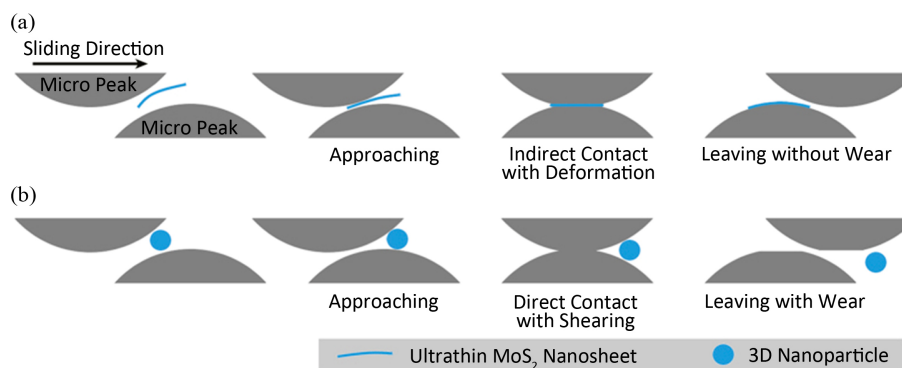 (a)
Sliding Direction
Micro Peak
Micro Peak
Approaching
Indirect Contact
with Deformation
Leaving without Wear
(b)
Approaching
Direct Contact
with Shearing
Leaving with Wear
Ultrathin MoS₂ Nanosheet
3D Nanoparticle